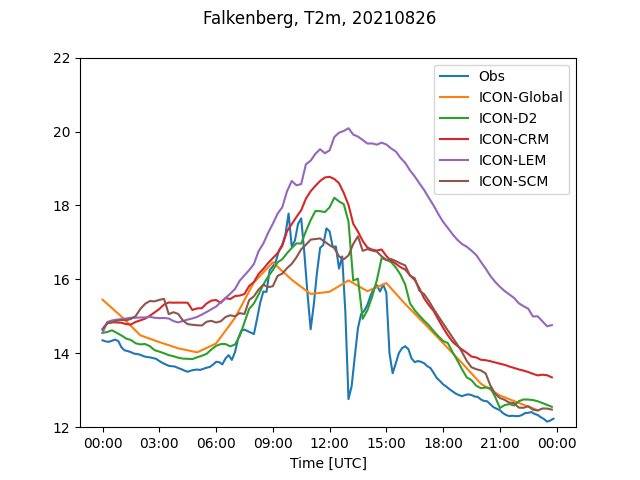 Falkenberg, T2m, 20210826
22
20
18
16
14
12
Obs
ICON-Global
ICON-D2
ICON-CRM
ICON-LEM
ICON-SCM
00:00 03:00 06:00 09:00 12:00 15:00 18:00 21:00 00:00
Time [UTC]